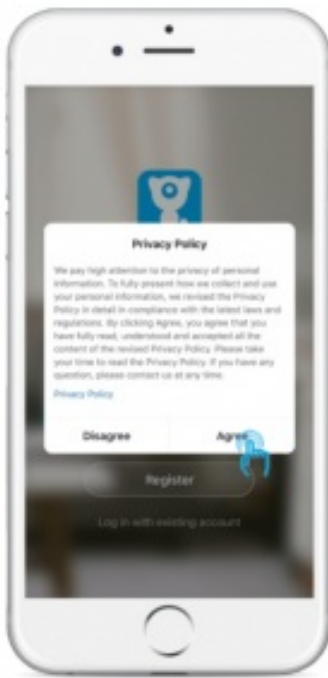 Privacy Policy
We pay high attention to the privacy of personal
information. To fully present how we collect and use
your personal information, we revised the Privacy
Policy in detail in compliance with the latest laws and
regulations. By clicking Agree, you agree that you
have fully read, understood and accepted all the
content of the revised Privacy Policy. Please take
your time to read the Privacy Policy. If you have any
question, please contact us at any time.
Privacy Policy
Disagree Agree
Register
Log in with existing account